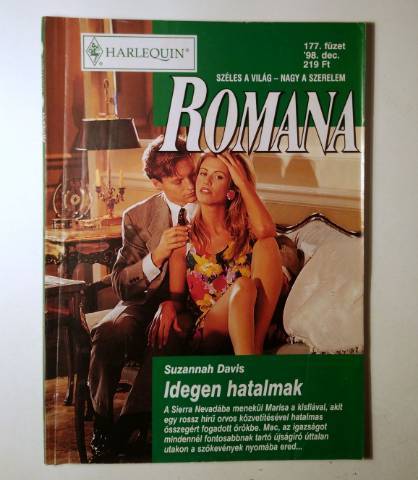 HARLEQUIN®
177. füzet
'98. dec.
219 Ft
SZÉLES A VILÁG – NAGY A SZERELEM
ROMANA
Suzannah Davis
Idegen hatalmak
A Sierra Nevadába menekül Marisa a kisfiával, akit
egy rossz hírű orvos közvetítésével hatalmas
összegért fogadott örökbe. Mac, az igazságot
mindennél fontosabbnak tartó újságíró úttalan
utakon a szökevények nyomába ered...